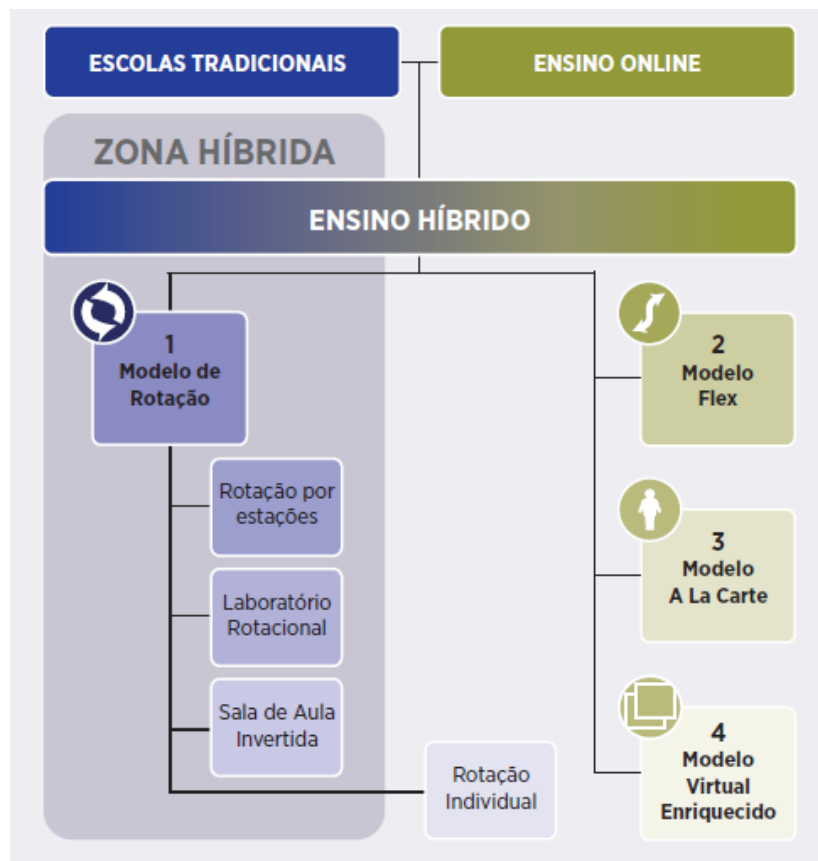 ESCOLAS TRADICIONAIS
ENSINO ONLINE
ZONA HÍBRIDA
ENSINO HÍBRIDO
1
Modelo de
Rotação
Rotação por
estações
Laboratório
Rotacional
Sala de Aula
Invertida
Rotação
Individual
2
Modelo
Flex
3
Modelo
A La Carte
4
Modelo
Virtual
Enriquecido